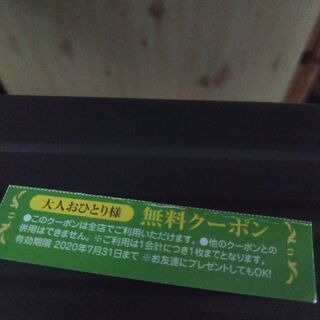 大人おひとり様 無料クーポン
●このクーポンは全店でご利用いただけます。●他のクーポンとの
併用はできません。※ご利用は1会計につき1枚までとなります。
有効期限 2020年7月31日まで ※お友達にプレゼントしてもOK!